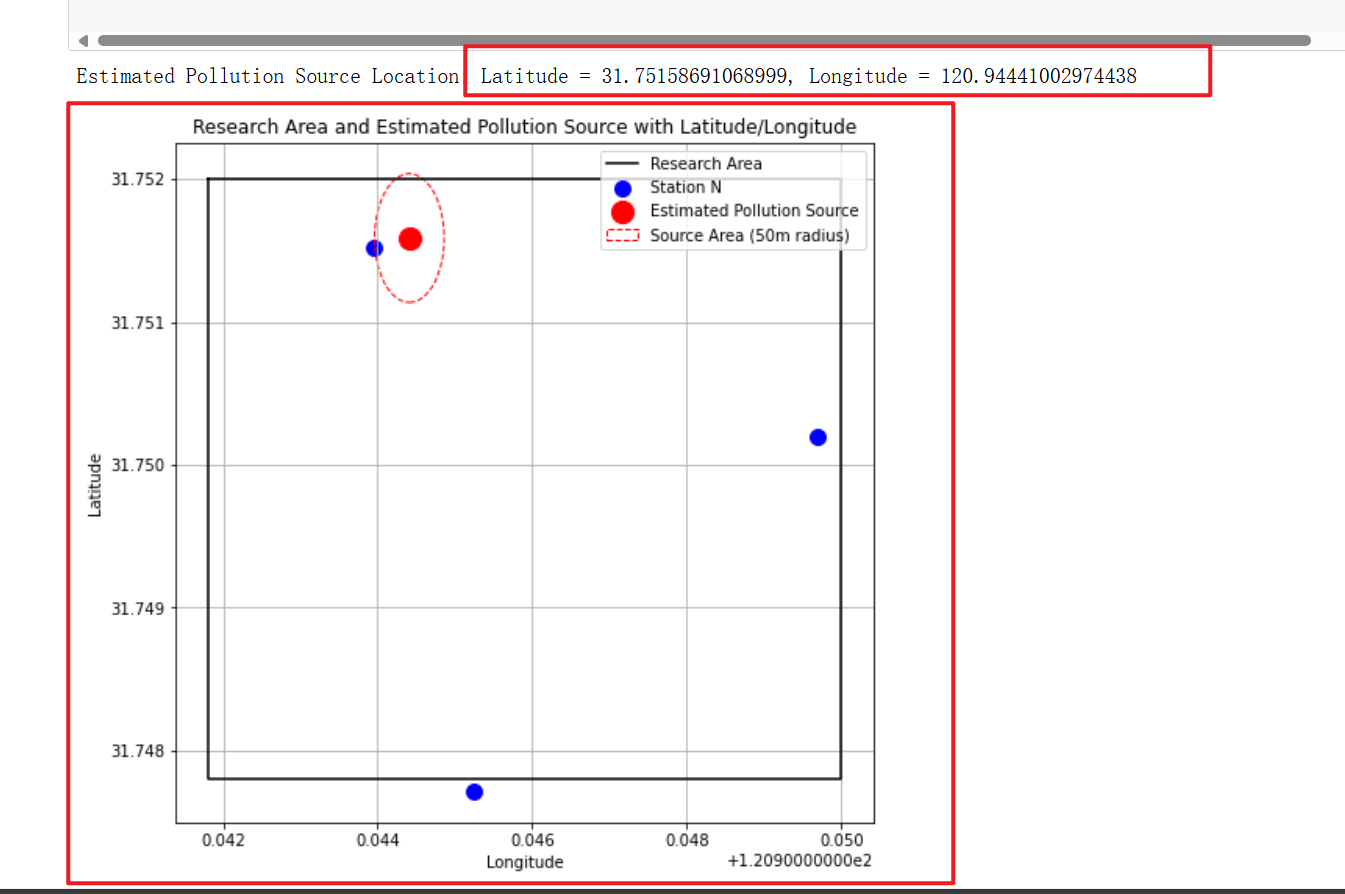 Estimated Pollution Source Location: Latitude = 31.75158691068999, Longitude = 120.94441002974438
Research Area and Estimated Pollution Source with Latitude/Longitude
Research Area
Station N
Estimated Pollution Source
Source Area (50m radius)
31.752
31.751
31.750
31.749
31.748
Latitude
0.042 0.044 0.046 0.048 0.050
Longitude
+1.2090000000e2